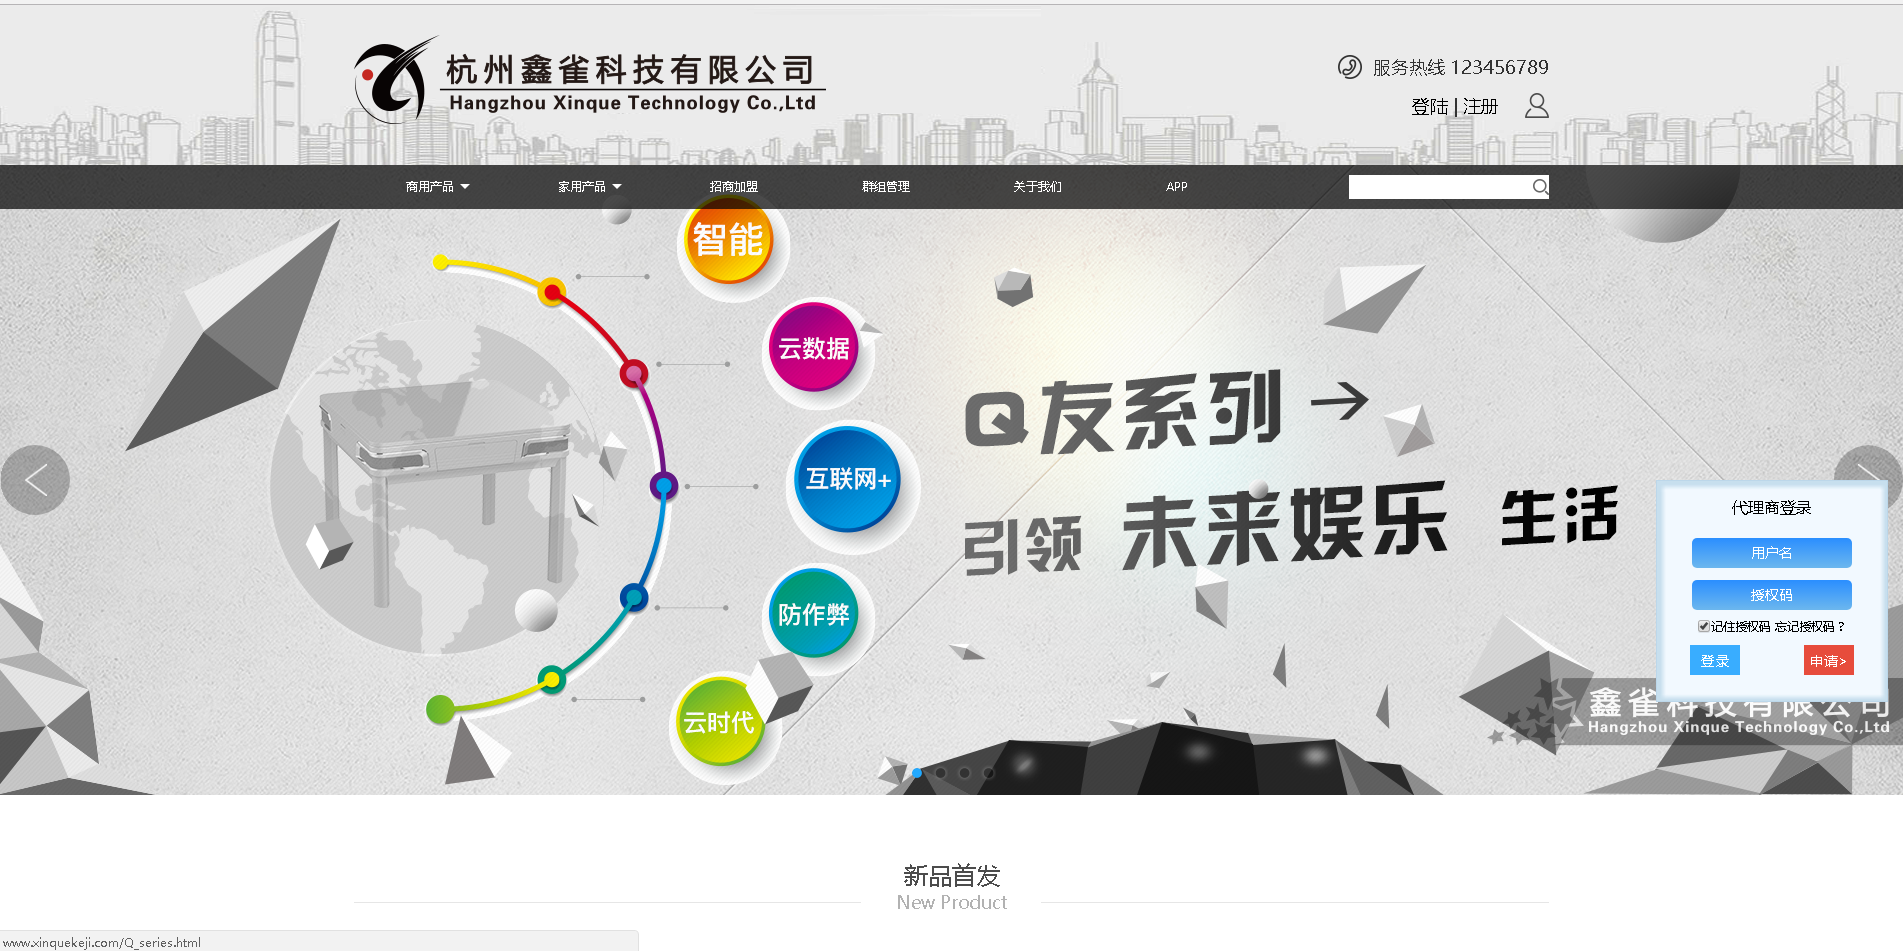 杭州鑫雀科技有限公司
Hangzhou Xinque Technology Co.,Ltd
服务热线 123456789
登陆 | 注册
商用产品 家用产品 招商加盟 群组管理 关于我们 APP
智能
云数据
互联网+
防作弊
云时代
Q友系列
引领 未来娱乐 生活
代理商登录
用户名
授权码
记住授权码 忘记授权码？
登录 申请>
鑫雀科技有限公司
Hangzhou Xinque Technology Co.,Ltd
新品首发
New Product
www.xinquekeji.com/Q_series.html